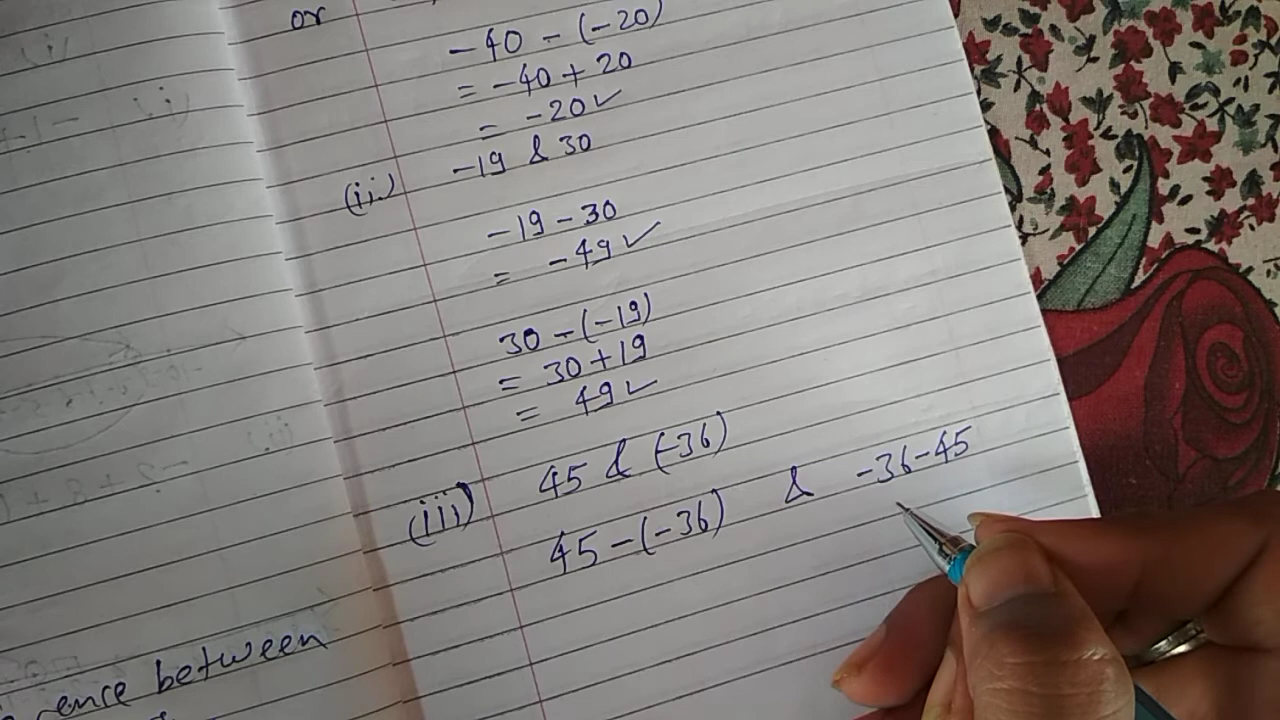 or
-40 - (-20)
= -40 + 20
= -20 ✓
(ii) -19 & 30
-19 - 30
= -49 ✓
30 - (-19)
= 30 + 19
= 49 ✓
(iii) 45 & (-36)
45 - (-36) & -36-45
ence between